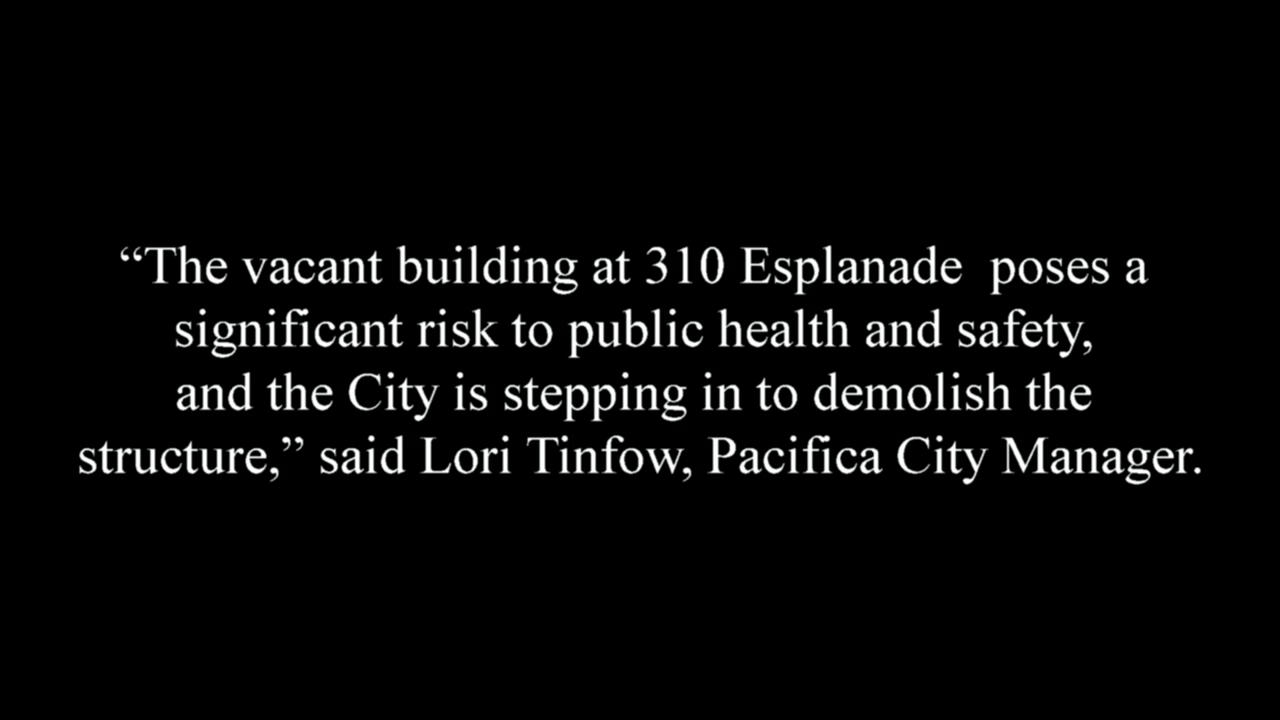 “The vacant building at 310 Esplanade  poses a
significant risk to public health and safety,
and the City is stepping in to demolish the
structure,” said Lori Tinfow, Pacifica City Manager.